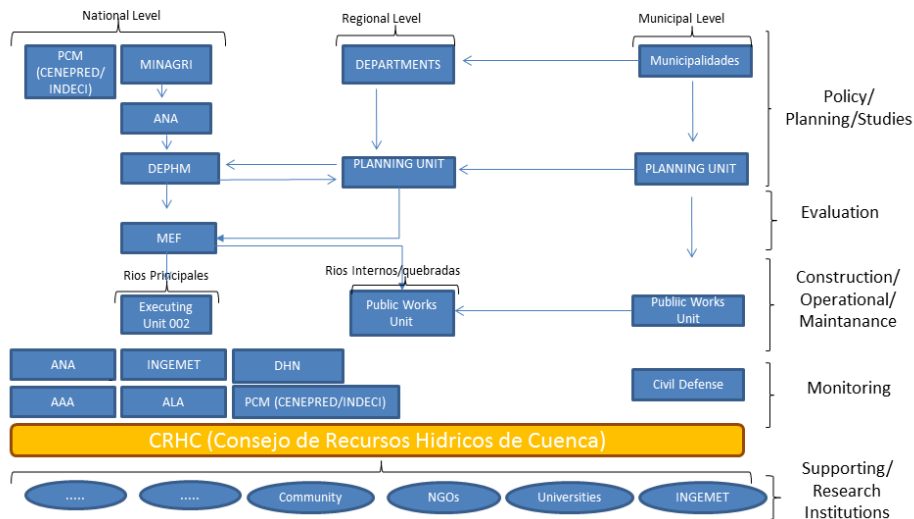 National Level
Regional Level
Municipal Level
PCM
(CENEPRED/
INDECI)
MINAGRI
DEPARTMENTS
Municipalidades
Policy/
Planning/Studies
ANA
DEPHM
PLANNING UNIT
PLANNING UNIT
Evaluation
MEF
Rios Principales
Rios Internos/quebradas
Executing
Unit 002
Public Works
Unit
Publiic Works
Unit
Construction/
Operational/
Maintanance
ANA
INGEMET
DHN
Civil Defense
Monitoring
AAA
ALA
PCM (CENEPRED/INDECI)
CRHC (Consejo de Recursos Hidricos de Cuenca)
.....
.....
Community
NGOs
Universities
INGEMET
Supporting/
Research
Institutions